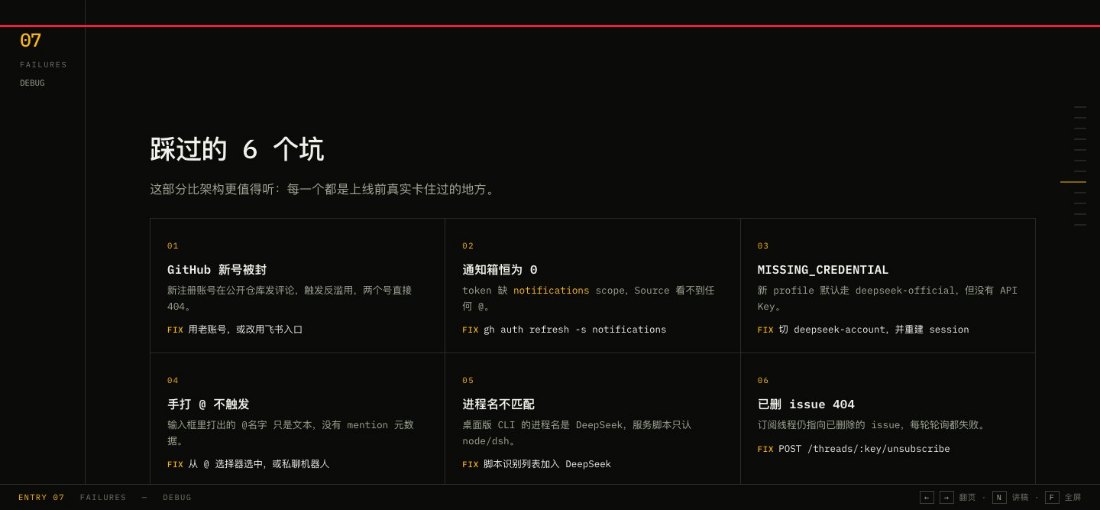 07
FAILURES
DEBUG
踩过的 6 个坑
这部分比架构更值得听：每一个都是上线前真实卡住过的地方。
01
GitHub 新号被封
新注册账号在公开仓库发评论，触发反滥用，两个号直接
404。
FIX 用老账号，或改用飞书入口
02
通知箱恒为 0
token 缺 notifications scope，Source 看不到任
何 @。
FIX gh auth refresh -s notifications
03
MISSING_CREDENTIAL
新 profile 默认走 deepseek-official，但没有 API
Key。
FIX 切 deepseek-account，并重建 session
04
手打 @ 不触发
输入框里打出的 @名字 只是文本，没有 mention 元数
据。
FIX 从 @ 选择器选中，或私聊机器人
05
进程名不匹配
桌面版 CLI 的进程名是 DeepSeek，服务脚本只认
node/dsh。
FIX 脚本识别列表加入 DeepSeek
06
已删 issue 404
订阅线程仍指向已删除的 issue，每轮轮询都失败。
FIX POST /threads/:key/unsubscribe
ENTRY 07 FAILURES — DEBUG
← → 翻页 · N 讲稿 · F 全屏